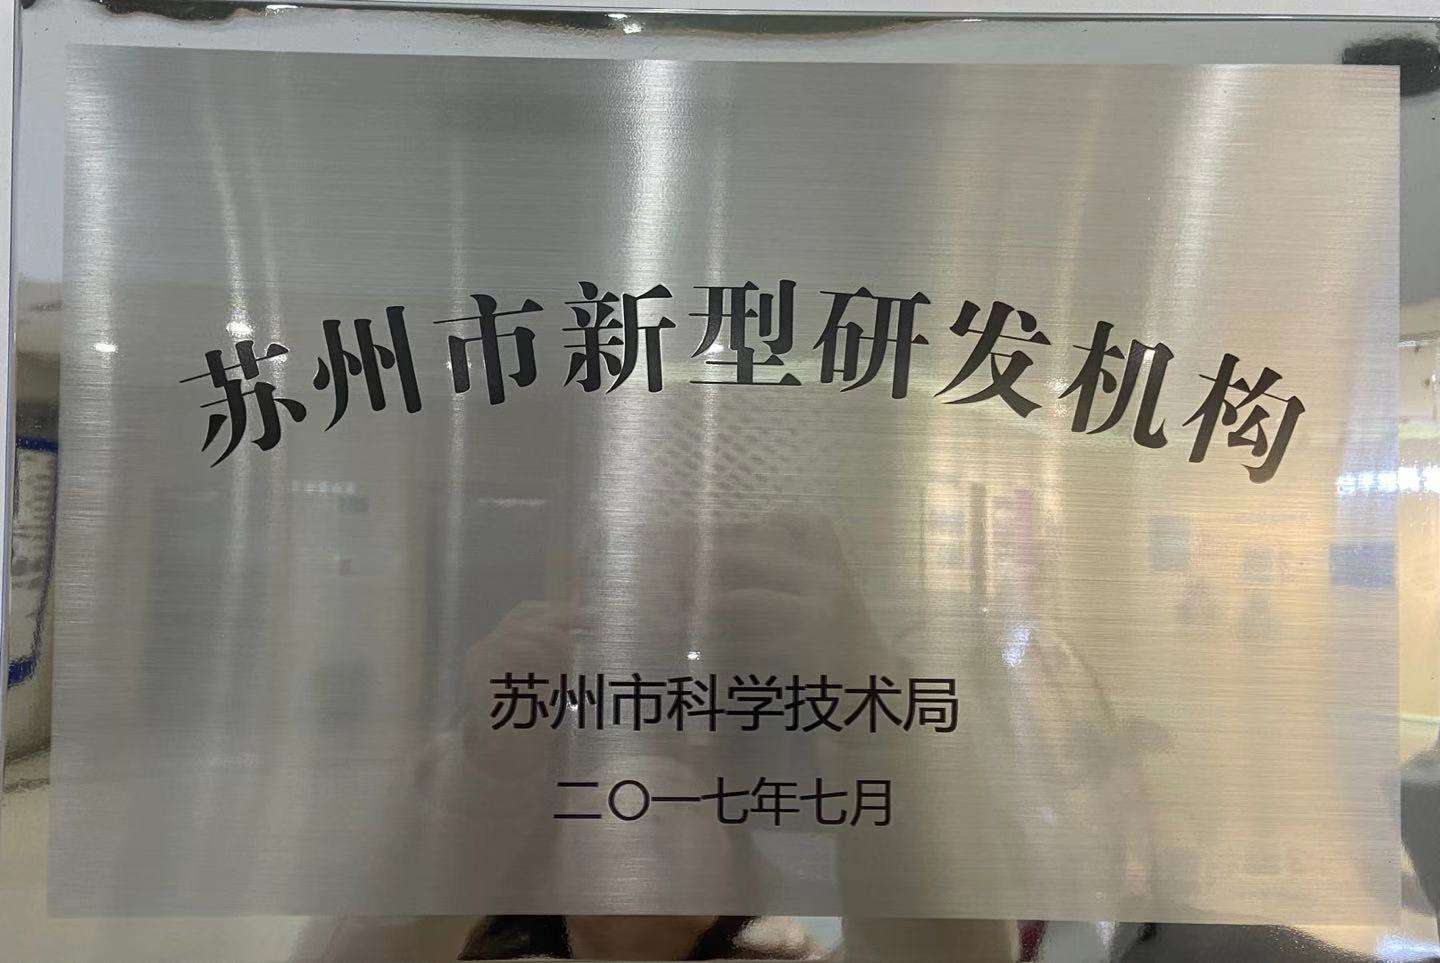 苏州市新型研发机构
苏州市科学技术局
二〇一七年七月